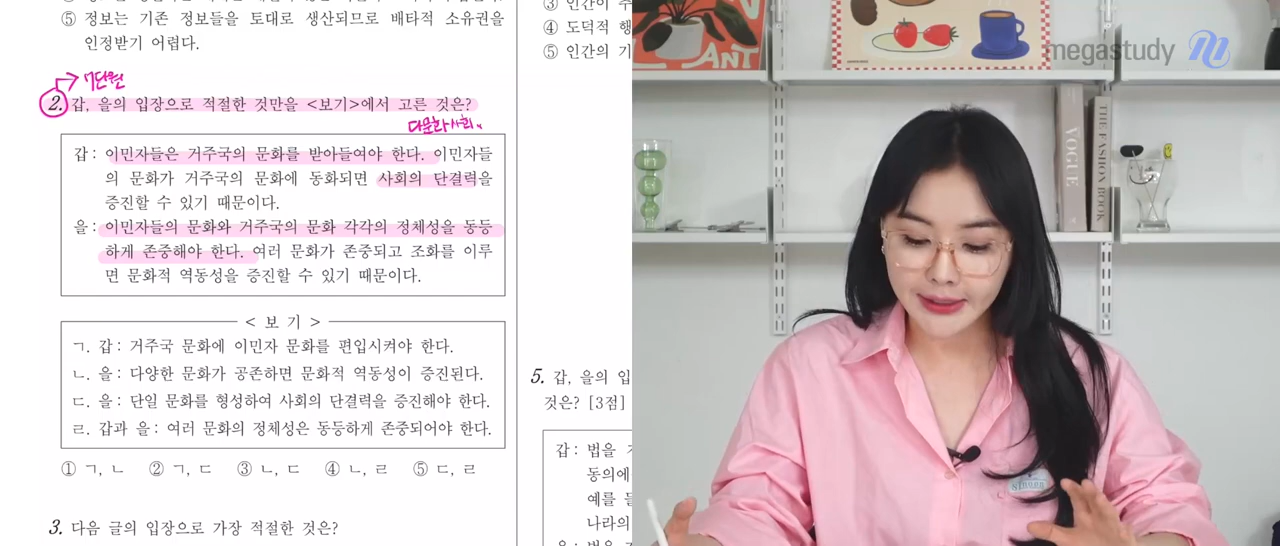 ⑤ 정보는 기존 정보들을 토대로 생산되므로 배타적 소유권을
인정받기 어렵다.
7단원
2. 갑, 을의 입장으로 적절한 것만을 <보기>에서 고른 것은?
다문화 사회
갑: 이민자들은 거주국의 문화를 받아들여야 한다. 이민자들
의 문화가 거주국의 문화에 동화되면 사회의 단결력을
증진할 수 있기 때문이다.
을: 이민자들의 문화와 거주국의 문화 각각의 정체성을 동등
하게 존중해야 한다. 여러 문화가 존중되고 조화를 이루
면 문화적 역동성을 증진할 수 있기 때문이다.
<보 기>
ㄱ. 갑: 거주국 문화에 이민자 문화를 편입시켜야 한다.
ㄴ. 을: 다양한 문화가 공존하면 문화적 역동성이 증진된다.
ㄷ. 을: 단일 문화를 형성하여 사회의 단결력을 증진해야 한다.
ㄹ. 갑과 을: 여러 문화의 정체성은 동등하게 존중되어야 한다.
① ㄱ, ㄴ ② ㄱ, ㄷ ③ ㄴ, ㄷ ④ ㄴ, ㄹ ⑤ ㄷ, ㄹ
3. 다음 글의 입장으로 가장 적절한 것은?
③ 인간이
④ 도덕적 행
⑤ 인간의
5. 갑, 을의 입
것은? [3점]
갑: 법을
동의에
예를
나라의
ANT
megastudy
VOGUE
THE FASHION BOOK